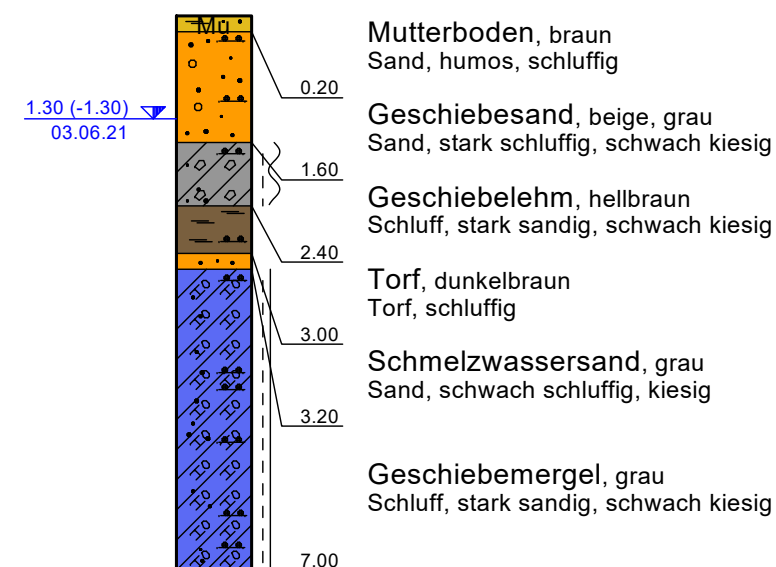 Mu
Mutterboden, braun
Sand, humos, schluffig
0.20
1.30 (-1.30)
03.06.21
Geschiebesand, beige, grau
Sand, stark schluffig, schwach kiesig
1.60
Geschiebelehm, hellbraun
Schluff, stark sandig, schwach kiesig
2.40
Torf, dunkelbraun
Torf, schluffig
3.00
Schmelzwassersand, grau
Sand, schwach schluffig, kiesig
3.20
Geschiebemergel, grau
Schluff, stark sandig, schwach kiesig
7.00